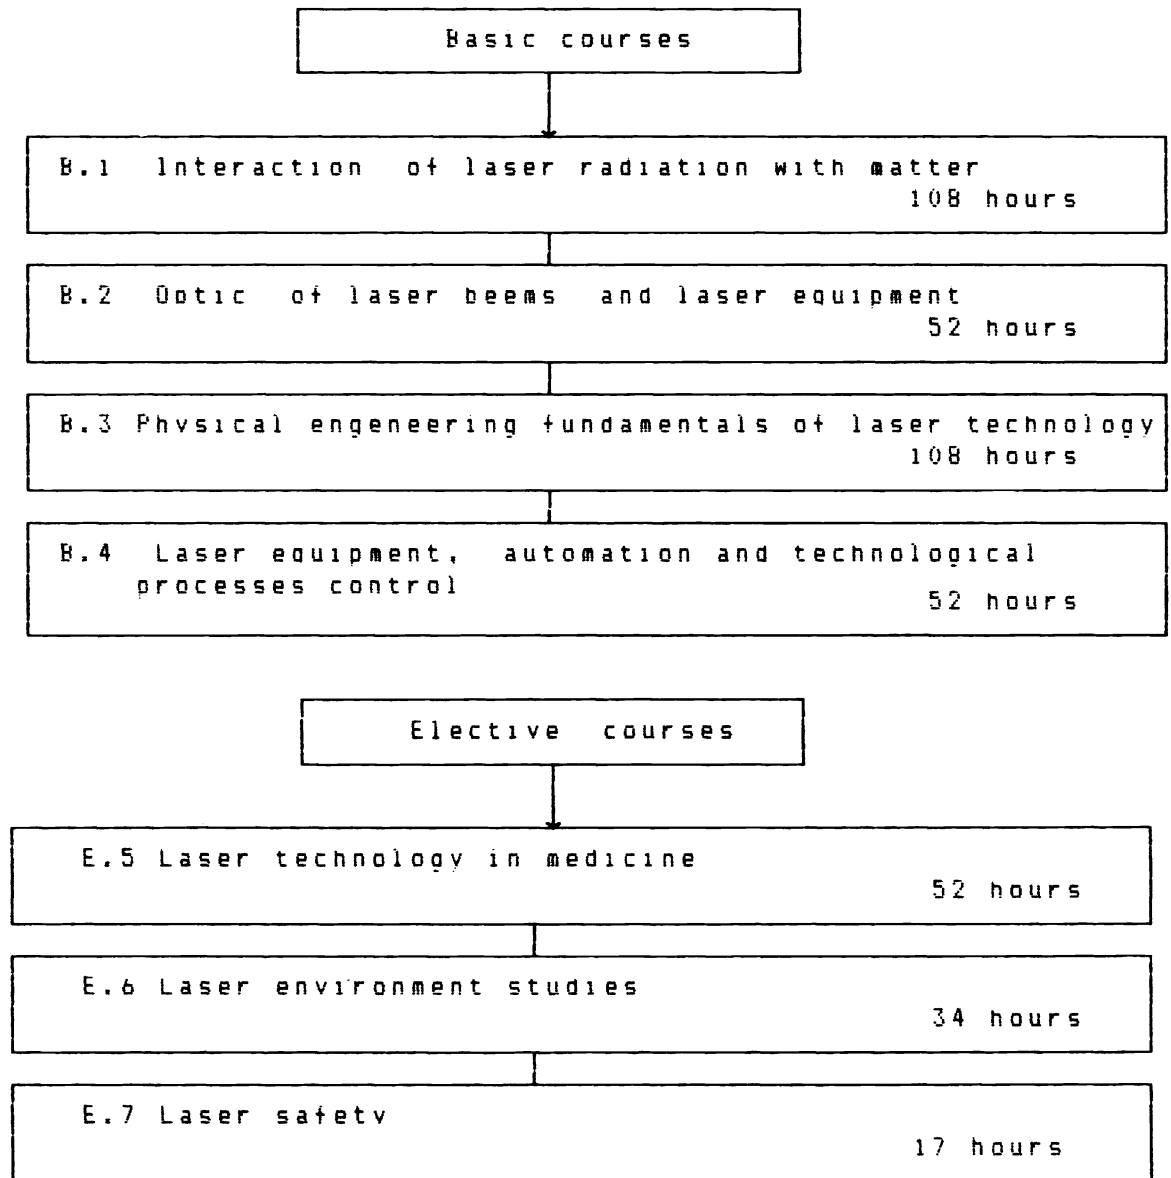 Basic courses
B.1 Interaction of laser radiation with matter
108 hours
B.2 Optic of laser beems and laser equipment
52 hours
B.3 Physical engeneering fundamentals of laser technology
108 hours
B.4 Laser equipment, automation and technological
processes control
52 hours
Elective courses
E.5 Laser technology in medicine
52 hours
E.6 Laser environment studies
34 hours
E.7 Laser safety
17 hours